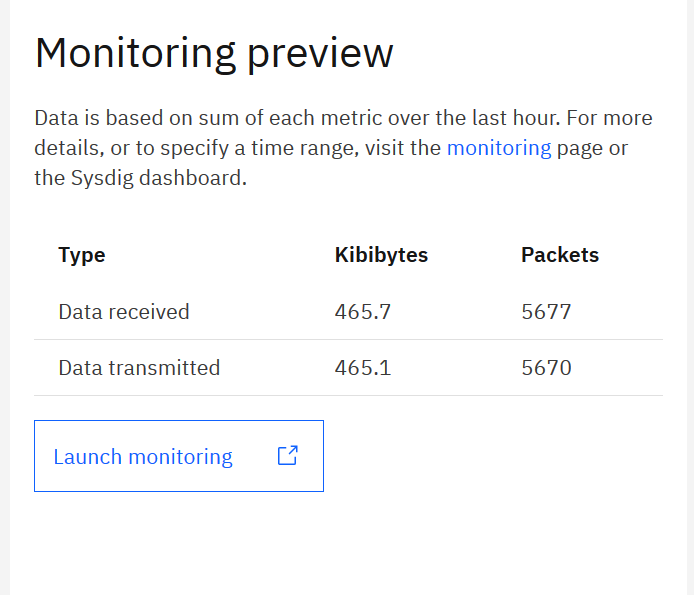 Monitoring preview
Data is based on sum of each metric over the last hour. For more
details, or to specify a time range, visit the monitoring page or
the Sysdig dashboard.
Type Kibibytes Packets
Data received 465.7 5677
Data transmitted 465.1 5670
Launch monitoring